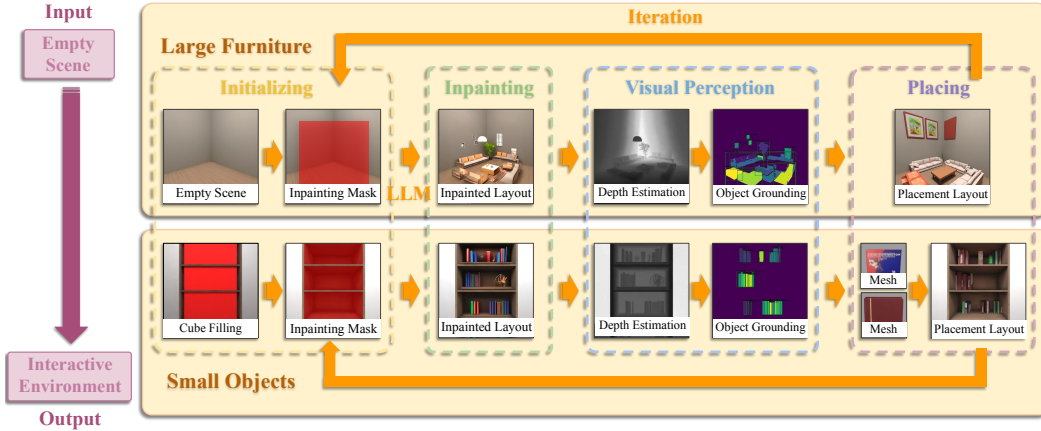 Input
Empty
Scene
Interactive
Environment
Output
Iteration
Large Furniture
Initializing
Inpainting
Visual Perception
Placing
Empty Scene
Inpainting Mask
LLM
Inpainted Layout
Depth Estimation
Object Grounding
Placement Layout
Cube Filling
Inpainting Mask
Inpainted Layout
Depth Estimation
Object Grounding
Mesh
Mesh
Placement Layout
Small Objects